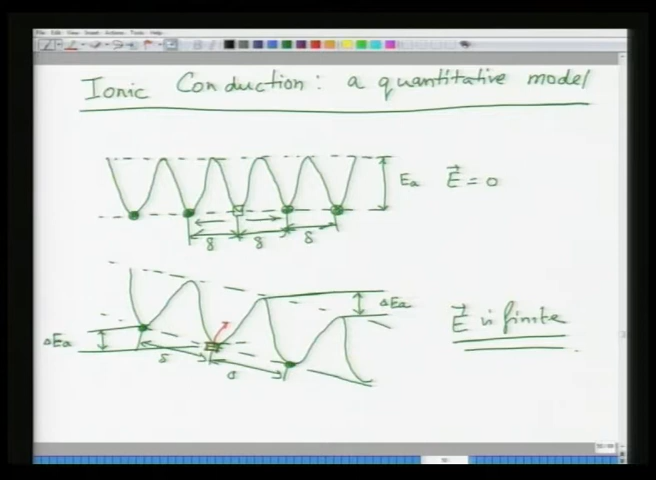 Ionic Conduction: a quantitative model
Ea E = 0
δ δ δ
ΔEa
E is finite
ΔEa
δ